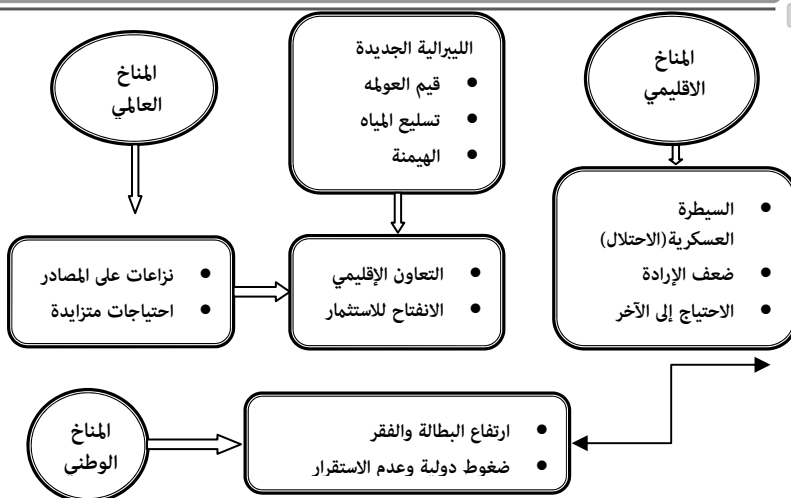 المناخ
الاقليمي
الليبرالية الجديدة
● قيم العولمه
● تسليع المياه
● الهيمنة
المناخ
العالمي
● السيطرة
العسكرية(الاحتلال)
● ضعف الإرادة
● الاحتياج إلى الآخر
● التعاون الإقليمي
● الانفتاح للاستثمار
● نزاعات على المصادر
● احتياجات متزايدة
● ارتفاع البطالة والفقر
● ضغوط دولية وعدم الاستقرار
المناخ
الوطني